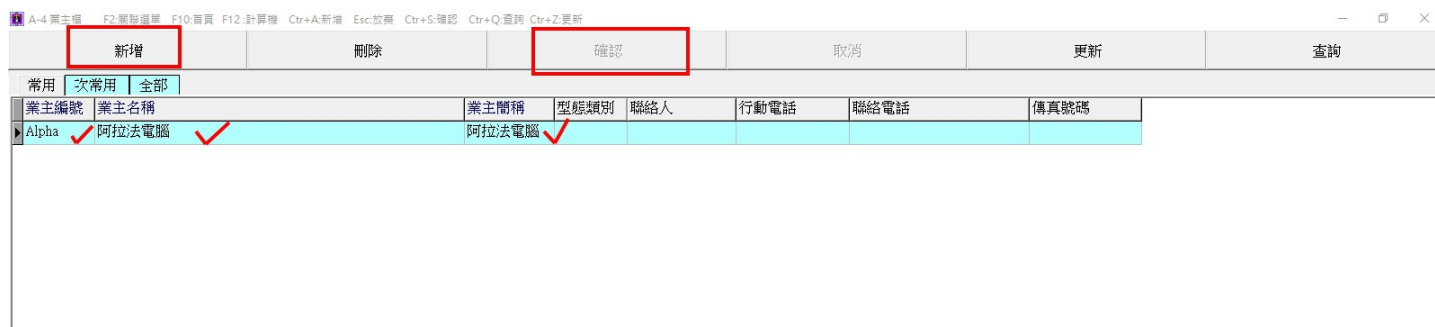 A-4 業主檔 F2:關聯選單 F10:首頁 F12 :計算機 Ctr+A:新增 Esc:放棄 Ctr+S:確認 Ctr+Q:查詢 Ctr+Z:更新
新增 刪除 確認 取消 更新 查詢
常用 次常用 全部
業主編號 業主名稱 業主簡稱 型態類別 聯絡人 行動電話 聯絡電話 傳真號碼
Alpha 阿拉法電腦 阿拉法電腦